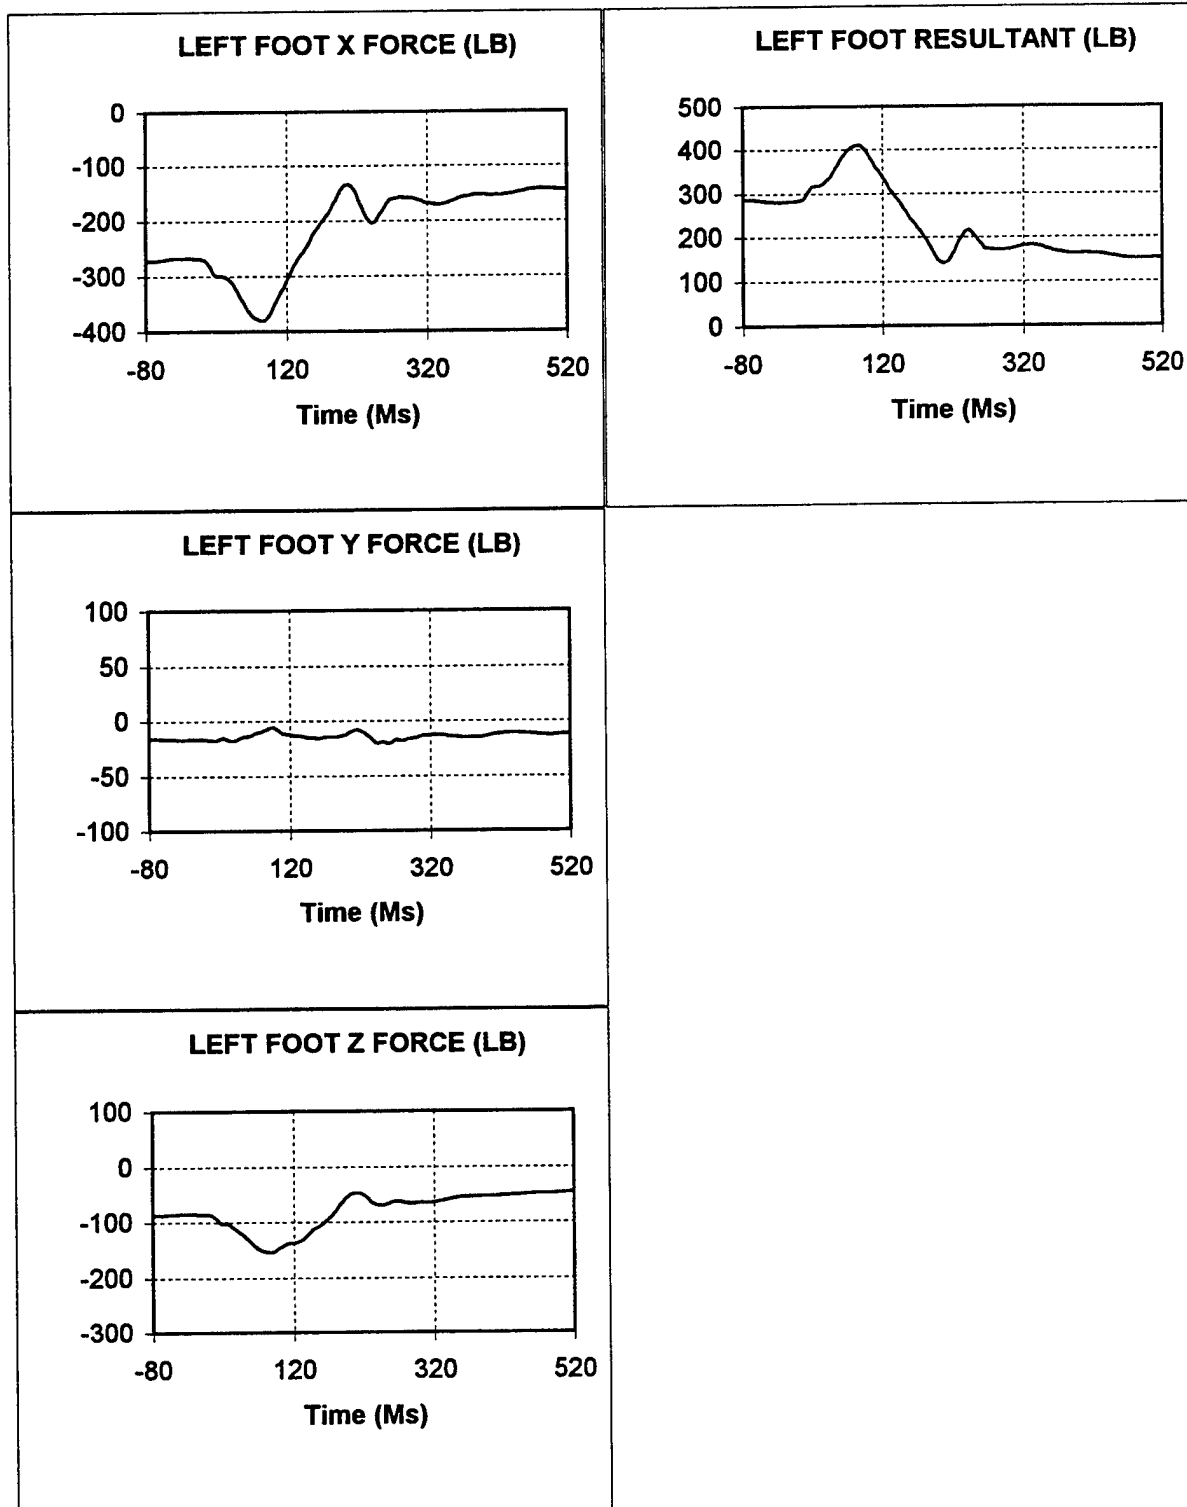 LEFT FOOT X FORCE (LB)
0
-100
-200
-300
-400
-80 120 320 520
Time (Ms)
LEFT FOOT RESULTANT (LB)
500
400
300
200
100
0
-80 120 320 520
Time (Ms)
LEFT FOOT Y FORCE (LB)
100
50
0
-50
-100
-80 120 320 520
Time (Ms)
LEFT FOOT Z FORCE (LB)
100
0
-100
-200
-300
-80 120 320 520
Time (Ms)